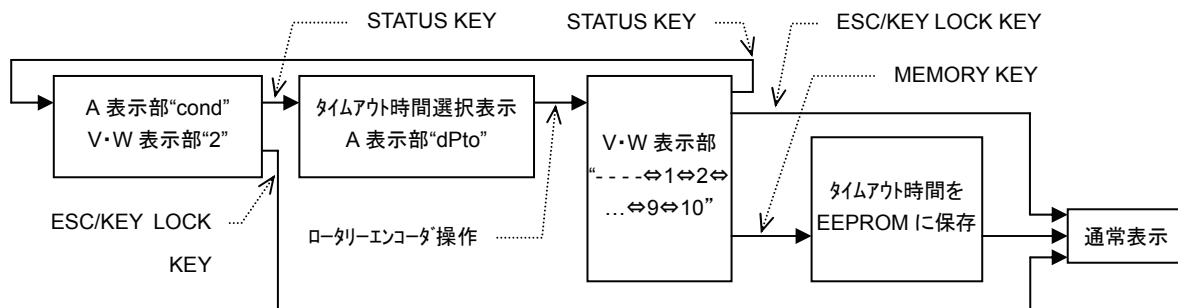 STATUS KEY
STATUS KEY
ESC/KEY LOCK KEY
MEMORY KEY
A 表示部“cond”
V・W 表示部“2”
ﾀｲﾑｱｳﾄ時間選択表示
A 表示部“dPto”
V・W 表示部
“- - - -⇔1⇔2⇔
…⇔9⇔10”
ﾀｲﾑｱｳﾄ時間を
EEPROM に保存
通常表示
ESC/KEY LOCK
KEY
ﾛｰﾀﾘｰｴﾝｺｰﾀﾞ操作